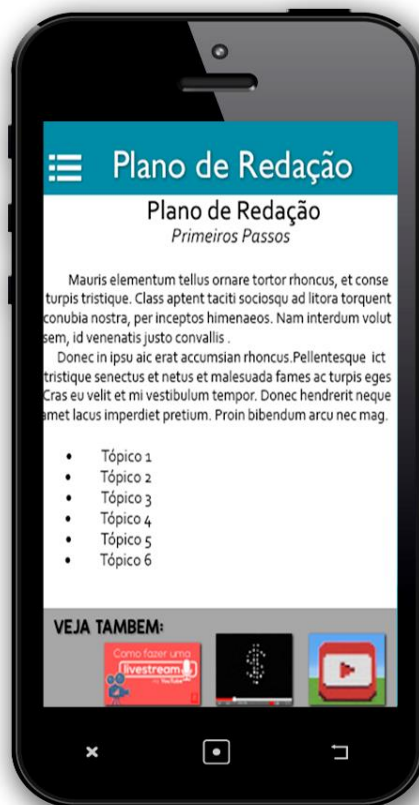 Plano de Redação
Plano de Redação
Primeiros Passos
Mauris elementum tellus ornare tortor rhoncus, et conse
turpis tristique. Class aptent taciti sociosqu ad litora torquent
conubia nostra, per inceptos himenaeos. Nam interdum volut
sem, id venenatis justo convallis .
Donec in ipsu aic erat accumsian rhoncus.Pellentesque ict
tristique senectus et netus et malesuada fames ac turpis eges
Cras eu velit et mi vestibulum tempor. Donec hendrerit neque
amet lacus imperdiet pretium. Proin bibendum arcu nec mag.
• Tópico 1
• Tópico 2
• Tópico 3
• Tópico 4
• Tópico 5
• Tópico 6
VEJA TAMBEM:
Como fazer uma
livestream
no YouTube
$